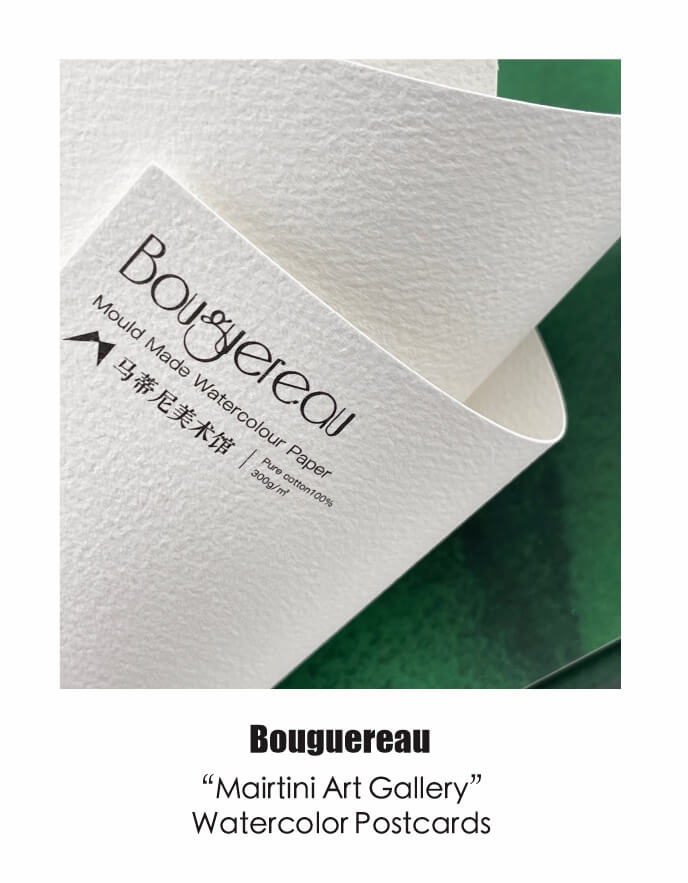 Bouguereau
Mould Made Watercolour Paper
马蒂尼美术馆
Pure cotton100%
300g/㎡
Bouguereau
“Mairtini Art Gallery”
Watercolor Postcards